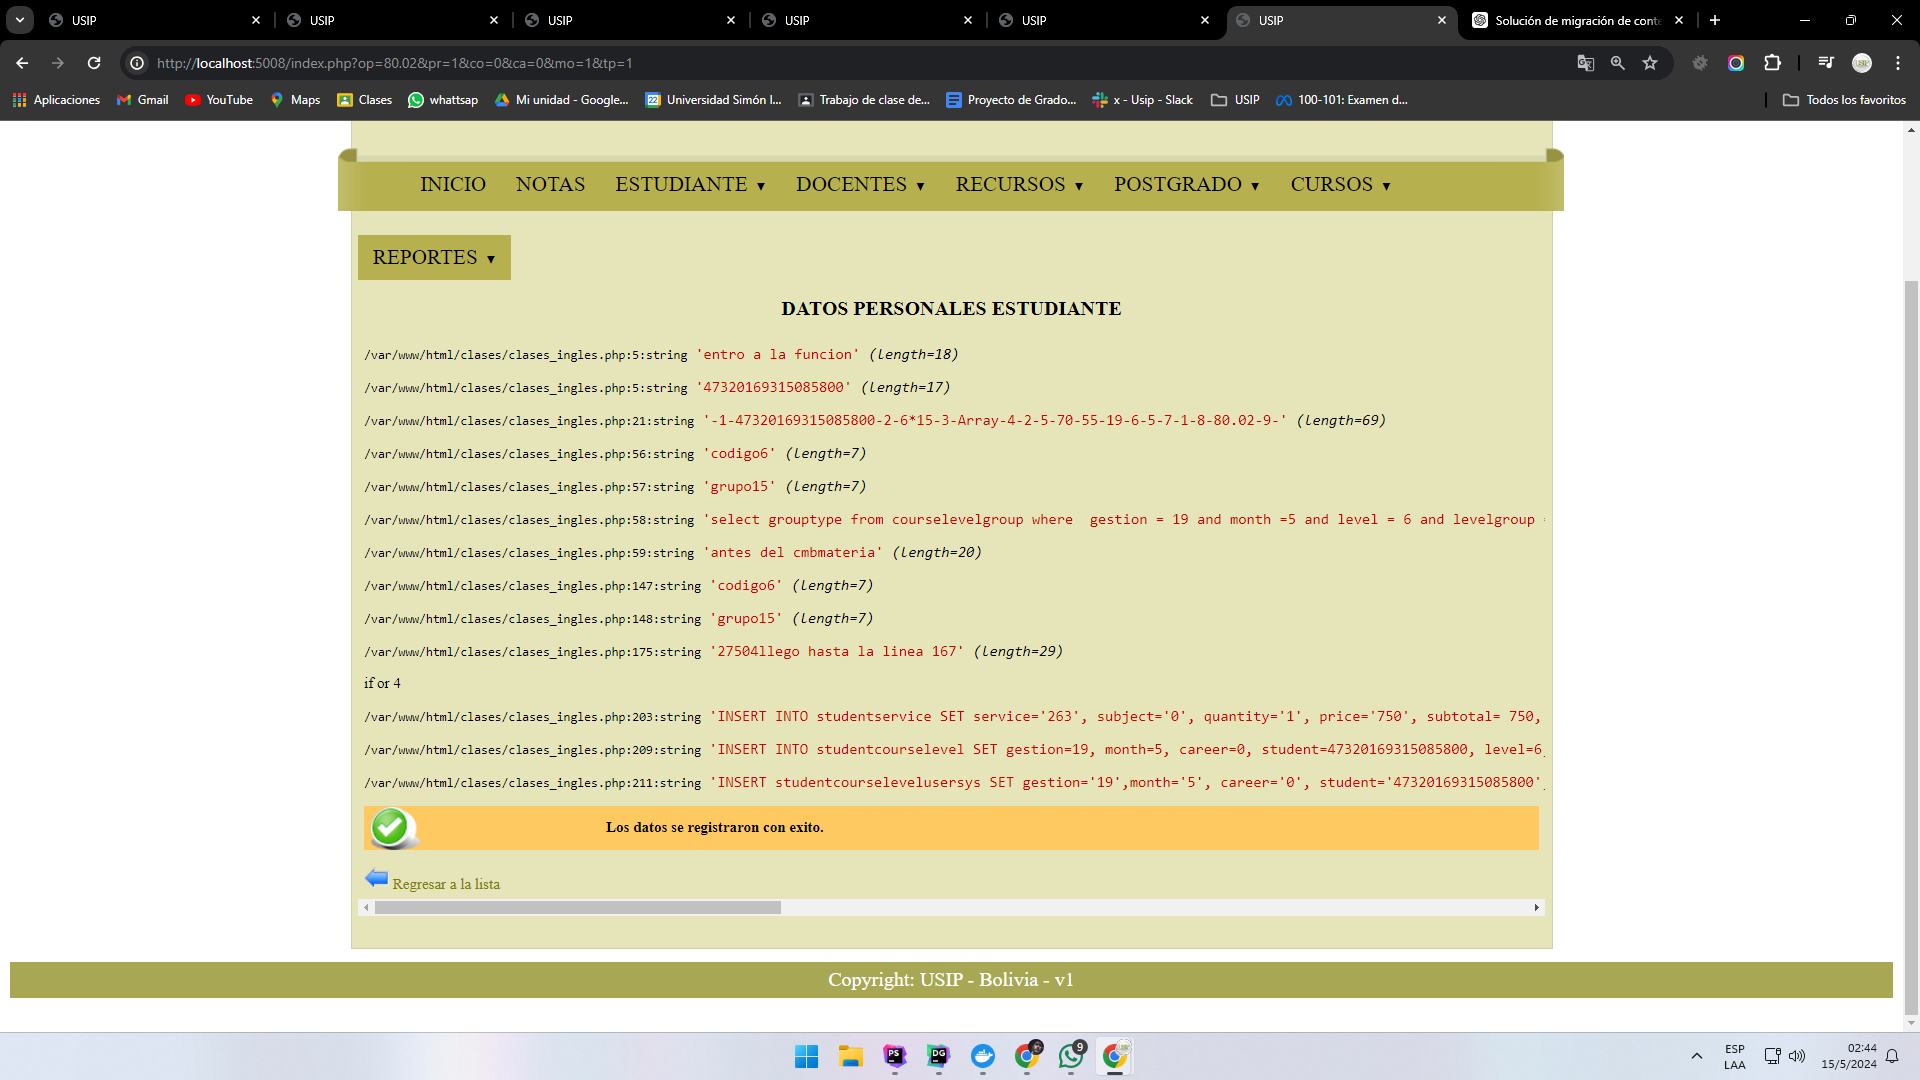 USIP
USIP
USIP
USIP
USIP
USIP
Solución de migración de conte
http://localhost:5008/index.php?op=80.02&pr=1&co=0&ca=0&mo=1&tp=1
Aplicaciones
Gmail
YouTube
Maps
Clases
whattsap
Mi unidad - Google...
Universidad Simón I...
Trabajo de clase de...
Proyecto de Grado...
x - Usip - Slack
USIP
100-101: Examen d...
Todos los favoritos
INICIO NOTAS ESTUDIANTE ▼ DOCENTES ▼ RECURSOS ▼ POSTGRADO ▼ CURSOS ▼
REPORTES ▼
DATOS PERSONALES ESTUDIANTE
/var/www/html/clases/clases_ingles.php:5:string 'entro a la funcion' (length=18)
/var/www/html/clases/clases_ingles.php:5:string '47320169315085800' (length=17)
/var/www/html/clases/clases_ingles.php:21:string '-1-47320169315085800-2-6*15-3-Array-4-2-5-70-55-19-6-5-7-1-8-80.02-9-' (length=69)
/var/www/html/clases/clases_ingles.php:56:string 'codigo6' (length=7)
/var/www/html/clases/clases_ingles.php:57:string 'grupo15' (length=7)
/var/www/html/clases/clases_ingles.php:58:string 'select grouptype from courselevelgroup where  gestion = 19 and month =5 and level = 6 and levelgroup
/var/www/html/clases/clases_ingles.php:59:string 'antes del cmbmateria' (length=20)
/var/www/html/clases/clases_ingles.php:147:string 'codigo6' (length=7)
/var/www/html/clases/clases_ingles.php:148:string 'grupo15' (length=7)
/var/www/html/clases/clases_ingles.php:175:string '27504llego hasta la linea 167' (length=29)
if or 4
/var/www/html/clases/clases_ingles.php:203:string 'INSERT INTO studentservice SET service='263', subject='0', quantity='1', price='750', subtotal= 750,
/var/www/html/clases/clases_ingles.php:209:string 'INSERT INTO studentcourselevel SET gestion=19, month=5, career=0, student=47320169315085800, level=6,
/var/www/html/clases/clases_ingles.php:211:string 'INSERT studentcourselevelusersys SET gestion='19',month='5', career='0', student='47320169315085800',
Los datos se registraron con exito.
Regresar a la lista
Copyright: USIP - Bolivia - v1
PS
DG
9
ESP
LAA
02:44
15/5/2024